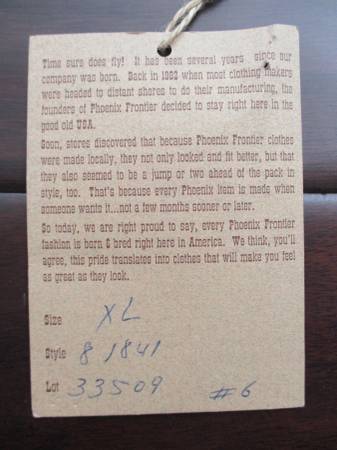 Time sure does fly! It has been several years since our
company was born. Back in 1982 when most clothing makers
were headed to distant shores to do their manufacturing, the
founders of Phoenix Frontier decided to stay right here in the
good old USA.
Soon, stores discovered that because Phoenix Frontier clothes
were made locally, they not only looked and fit better, but that
they also seemed to be a jump or two ahead of the pack in
style, too. That's because every Phoenix item is made when
someone wants it...not a few months sooner or later.
So today, we are right proud to say, every Phoenix Frontier
fashion is born & bred right here in America. We think, you'll
agree, this pride translates into clothes that will make you feel
as great as they look.
Size XL
Style 81841
Lot 33509 #6